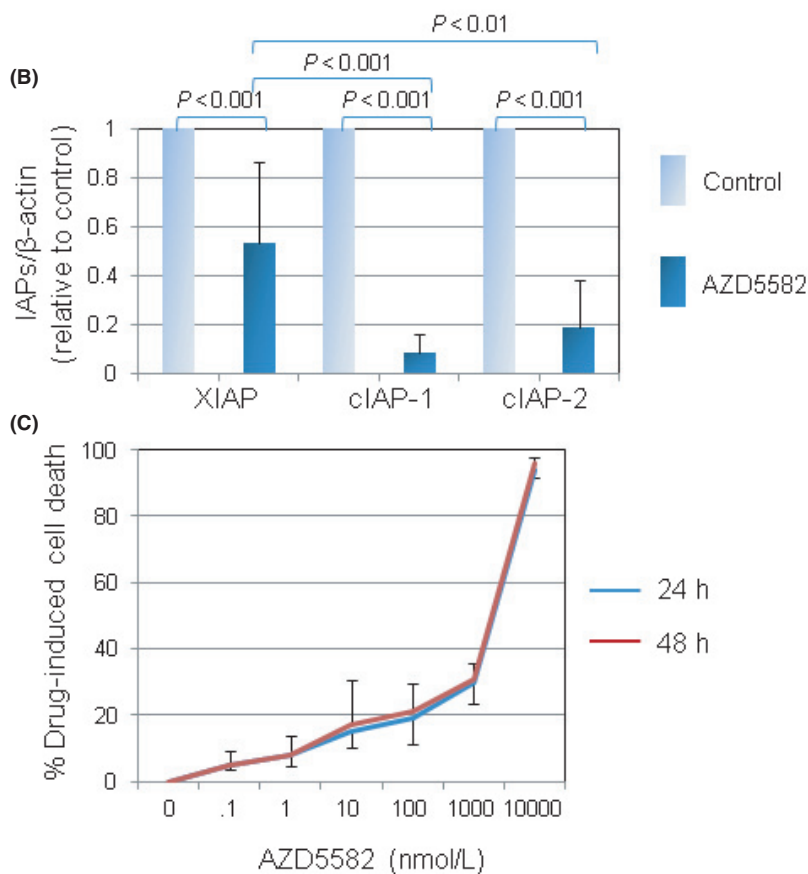 P < 0.01
P < 0.001
(B)
P < 0.001 P < 0.001 P < 0.001
IAPs/β-actin
(relative to control)
1
0.8
0.6
0.4
0.2
0
XIAP cIAP-1 cIAP-2
Control
AZD5582
(C)
% Drug-induced cell death
100
80
60
40
20
0
0 .1 1 10 100 1000 10000
AZD5582 (nmol/L)
24 h
48 h